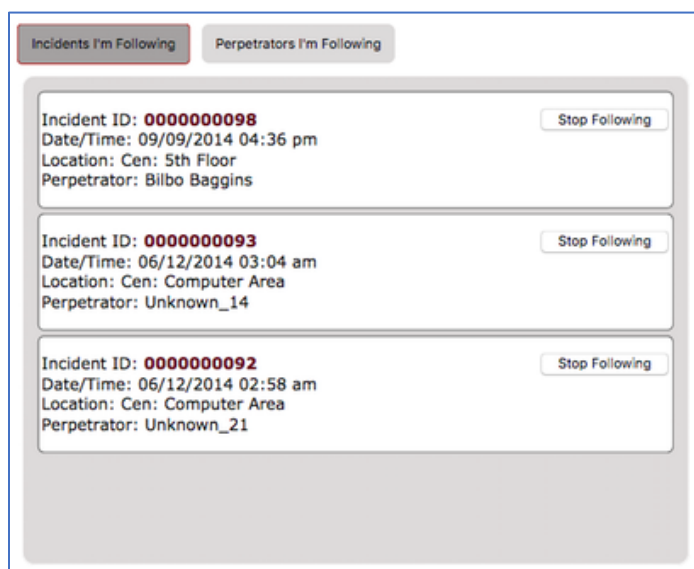 Incidents I'm Following
Perpetrators I'm Following
Incident ID: 0000000098
Stop Following
Date/Time: 09/09/2014 04:36 pm
Location: Cen: 5th Floor
Perpetrator: Bilbo Baggins
Incident ID: 0000000093
Stop Following
Date/Time: 06/12/2014 03:04 am
Location: Cen: Computer Area
Perpetrator: Unknown_14
Incident ID: 0000000092
Stop Following
Date/Time: 06/12/2014 02:58 am
Location: Cen: Computer Area
Perpetrator: Unknown_21